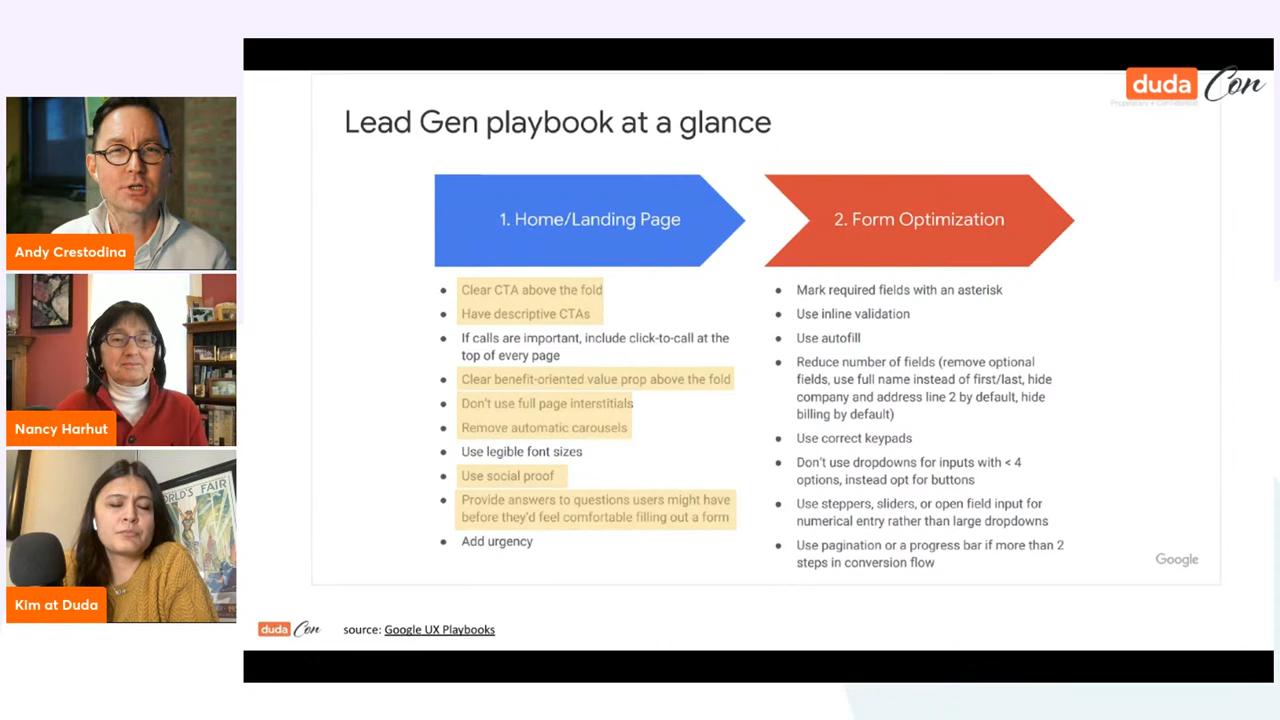 duda Con
Proprietary + Confidential
Lead Gen playbook at a glance
1. Home/Landing Page
2. Form Optimization
Clear CTA above the fold
Have descriptive CTAs
If calls are important, include click-to-call at the
top of every page
Clear benefit-oriented value prop above the fold
Don't use full page interstitials
Remove automatic carousels
Use legible font sizes
Use social proof
Provide answers to questions users might have
before they'd feel comfortable filling out a form
Add urgency
Mark required fields with an asterisk
Use inline validation
Use autofill
Reduce number of fields (remove optional
fields, use full name instead of first/last, hide
company and address line 2 by default, hide
billing by default)
Use correct keypads
Don't use dropdowns for inputs with < 4
options, instead opt for buttons
Use steppers, sliders, or open field input for
numerical entry rather than large dropdowns
Use pagination or a progress bar if more than 2
steps in conversion flow
Google
duda Con
source: Google UX Playbooks
Andy Crestodina
Nancy Harhut
WORLD'S FAIR
Kim at Duda